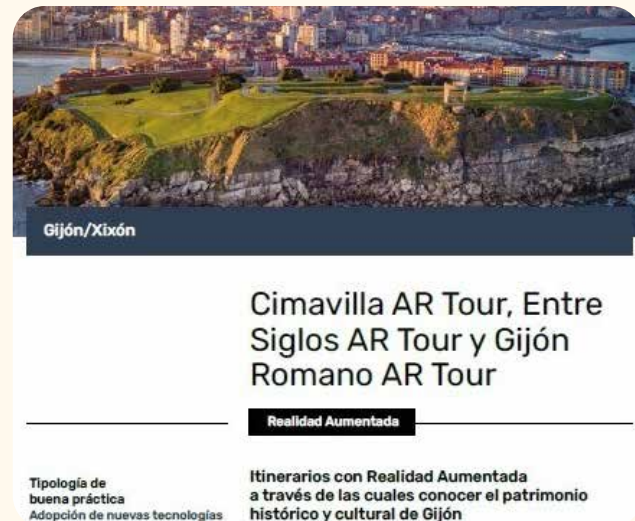 Gijón/Xixón
Cimavilla AR Tour, Entre
Siglos AR Tour y Gijón
Romano AR Tour
Realidad Aumentada
Tipología de
buena práctica
Adopción de nuevas tecnologías
Itinerarios con Realidad Aumentada
a través de las cuales conocer el patrimonio
histórico y cultural de Gijón